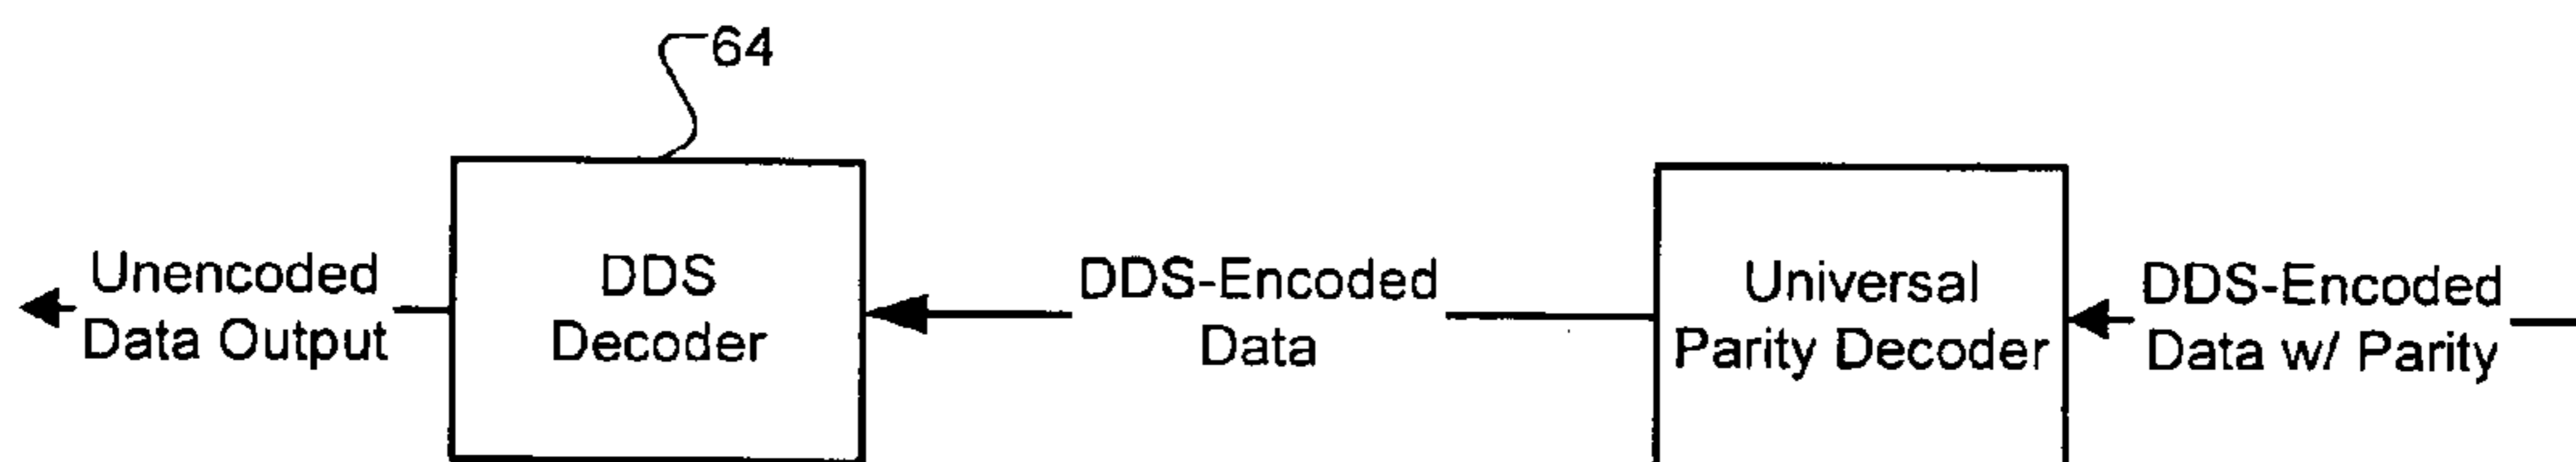 64
Unencoded
Data Output
DDS
Decoder
DDS-Encoded
Data
Universal
Parity Decoder
DDS-Encoded
Data w/ Parity